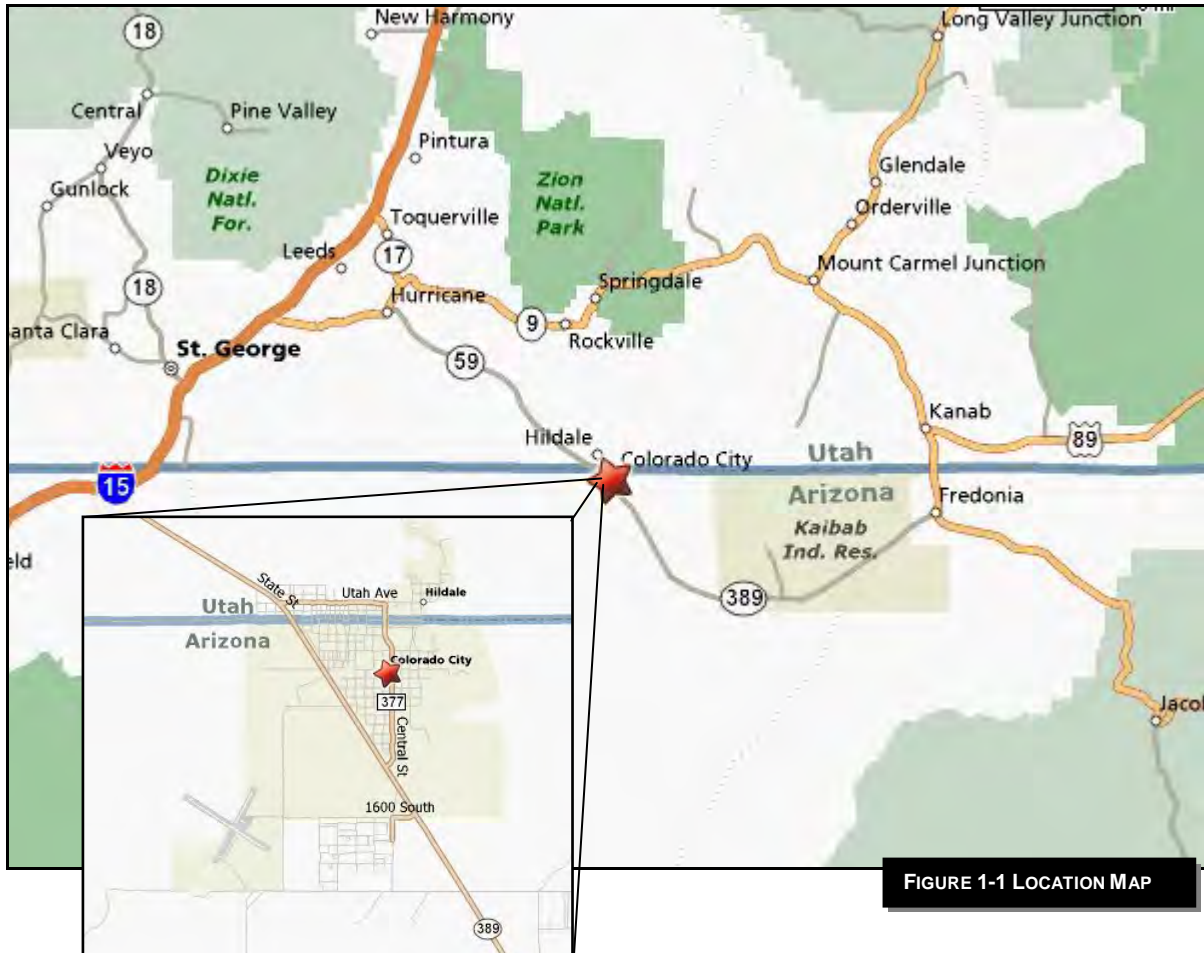 New Harmony
Long Valley Junction
18
Central
Pine Valley
Pintura
Veyo
Glendale
Gunlock
Dixie
Natl.
For.
Zion
Natl.
Park
Toquerville
Orderville
Leeds
17
Mount Carmel Junction
18
Springdale
Hurricane
9
Rockville
anta Clara
St. George
59
Kanab
89
Hildale
Colorado City
Utah
15
Arizona
Fredonia
Kaibab
Ind. Res.
eld
389
Jacol
State St
Utah Ave
Hildale
Utah
Arizona
Colorado City
377
Central St
1600 South
389
FIGURE 1-1 LOCATION MAP